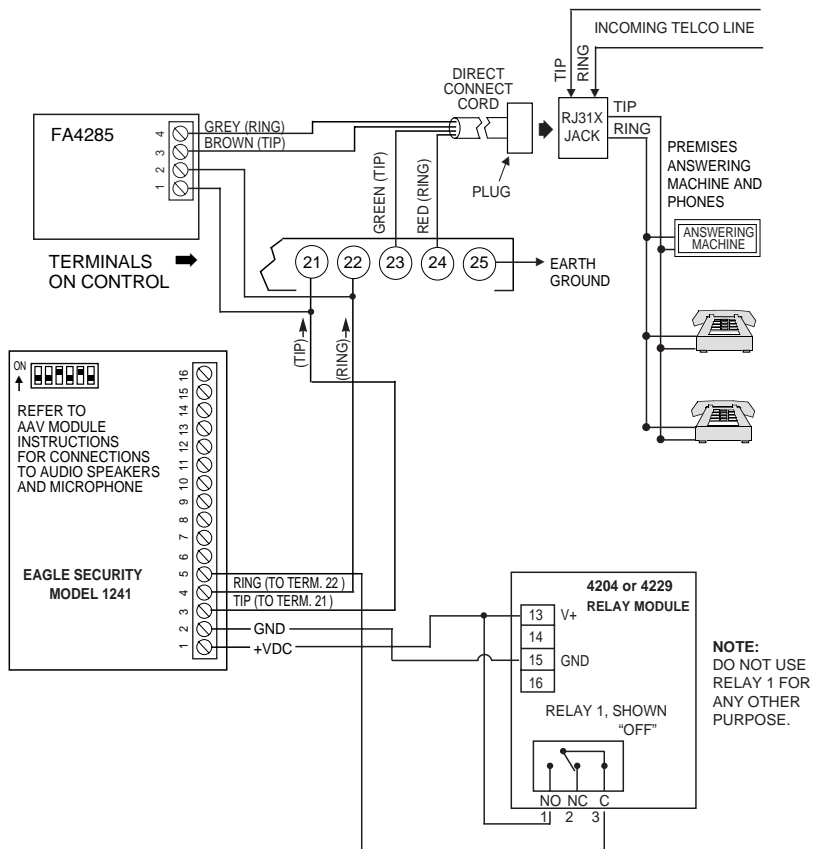 INCOMING TELCO LINE
TIP
RING
DIRECT
CONNECT
CORD
RJ31X
JACK
TIP
RING
PLUG
PREMISES
ANSWERING
MACHINE AND
PHONES
ANSWERING
MACHINE
FA4285
4
3
2
1
GREY (RING)
BROWN (TIP)
GREEN (TIP)
RED (RING)
TERMINALS
ON CONTROL
21
22
23
24
25
EARTH
GROUND
(TIP)
(RING)
ON
REFER TO
AAV MODULE
INSTRUCTIONS
FOR CONNECTIONS
TO AUDIO SPEAKERS
AND MICROPHONE
EAGLE SECURITY
MODEL 1241
16
15
14
13
12
11
10
9
8
7
6
5
4
3
2
1
RING (TO TERM. 22 )
TIP (TO TERM. 21 )
GND
+VDC
4204 or 4229
RELAY MODULE
13
V+
14
15
GND
16
RELAY 1, SHOWN
“OFF”
NO NC C
1 2 3
NOTE:
DO NOT USE
RELAY 1 FOR
ANY OTHER
PURPOSE.